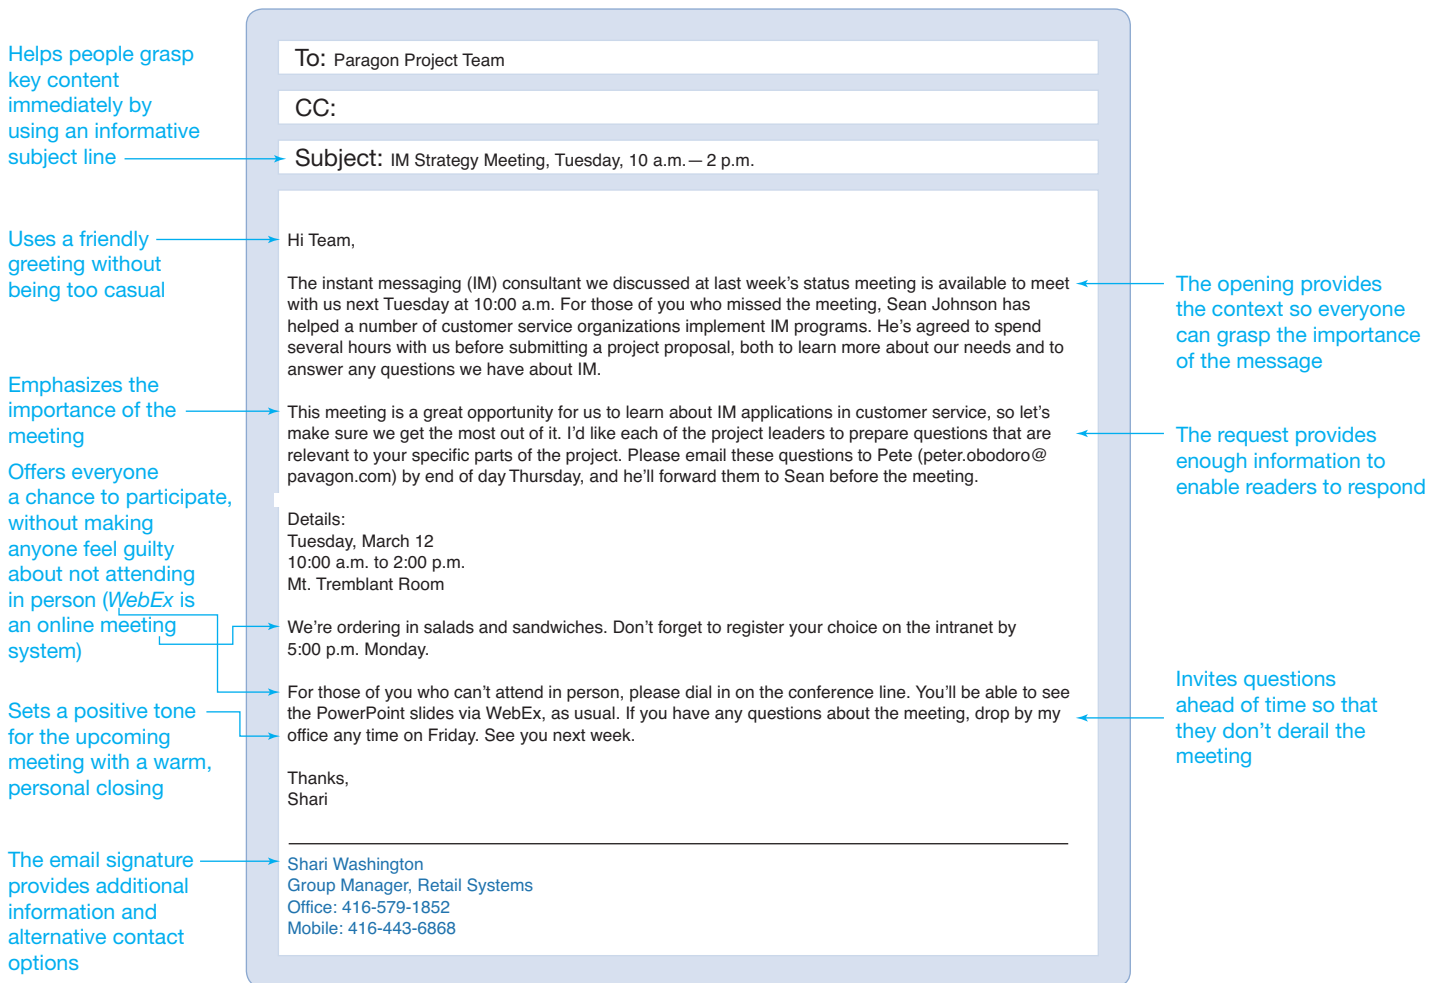 Helps people grasp
key content
immediately by
using an informative
subject line
Uses a friendly
greeting without
being too casual
Emphasizes the
importance of the
meeting
Offers everyone
a chance to participate,
without making
anyone feel guilty
about not attending
in person (WebEx is
an online meeting
system)
Sets a positive tone
for the upcoming
meeting with a warm,
personal closing
The email signature
provides additional
information and
alternative contact
options
To: Paragon Project Team
CC:
Subject: IM Strategy Meeting, Tuesday, 10 a.m.—2 p.m.
Hi Team,
The instant messaging (IM) consultant we discussed at last week's status meeting is available to meet
with us next Tuesday at 10:00 a.m. For those of you who missed the meeting, Sean Johnson has
helped a number of customer service organizations implement IM programs. He's agreed to spend
several hours with us before submitting a project proposal, both to learn more about our needs and to
answer any questions we have about IM.
This meeting is a great opportunity for us to learn about IM applications in customer service, so let's
make sure we get the most out of it. I'd like each of the project leaders to prepare questions that are
relevant to your specific parts of the project. Please email these questions to Pete (peter.obodoro@
pavagon.com) by end of day Thursday, and he'll forward them to Sean before the meeting.
Details:
Tuesday, March 12
10:00 a.m. to 2:00 p.m.
Mt. Tremblant Room
We're ordering in salads and sandwiches. Don't forget to register your choice on the intranet by
5:00 p.m. Monday.
For those of you who can't attend in person, please dial in on the conference line. You'll be able to see
the PowerPoint slides via WebEx, as usual. If you have any questions about the meeting, drop by my
office any time on Friday. See you next week.
Thanks,
Shari
Shari Washington
Group Manager, Retail Systems
Office: 416-579-1852
Mobile: 416-443-6868
The opening provides
the context so everyone
can grasp the importance
of the message
The request provides
enough information to
enable readers to respond
Invites questions
ahead of time so that
they don't derail the
meeting